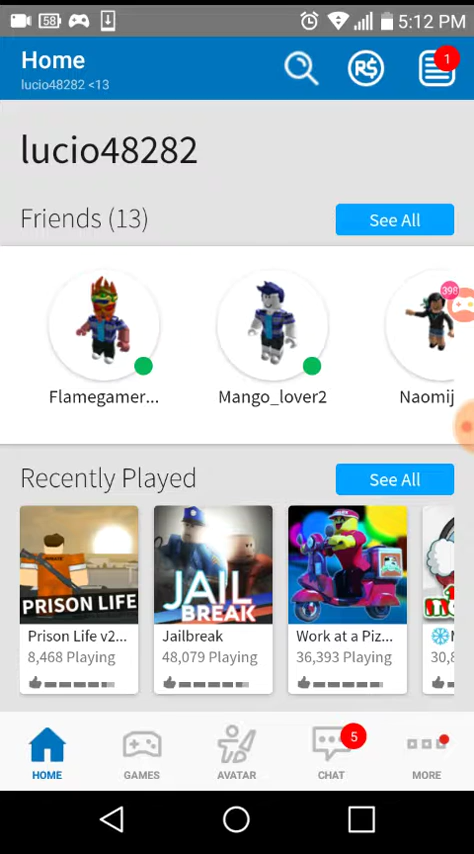 58 5:12 PM
Home
lucio48282 <13
R$ 1
lucio48282
Friends (13)
See All
398
Flamegamer...
Mango_lover2
Naomij
Recently Played
See All
PRISON LIFE
JAIL
BREAK
Prison Life v2...
Jailbreak
Work at a Piz...
8,468 Playing
48,079 Playing
36,393 Playing
30,8
5
HOME
GAMES
AVATAR
CHAT
MORE